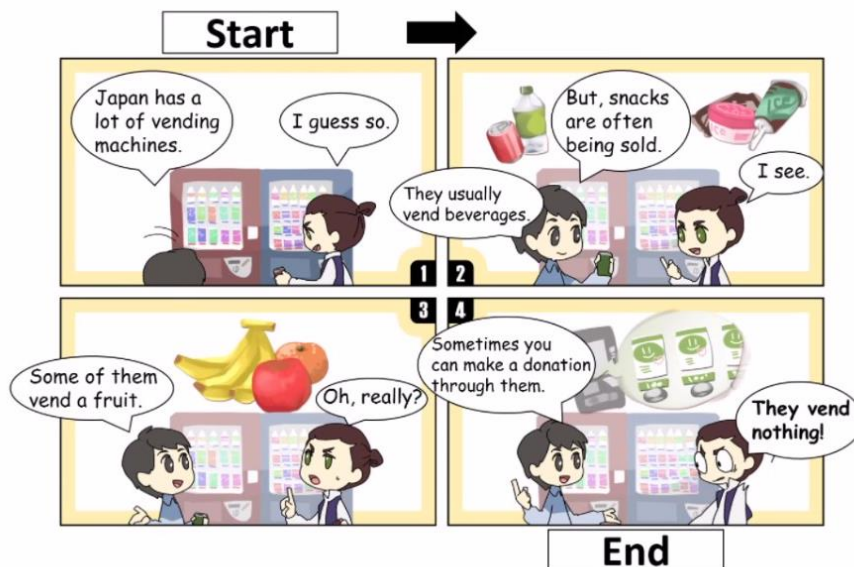 Start
Japan has a
lot of vending
machines.
I guess so.
1
They usually
vend beverages.
But, snacks
are often
being sold.
I see.
2
3
Some of them
vend a fruit.
Oh, really?
4
Sometimes you
can make a donation
through them.
They vend
nothing!
End